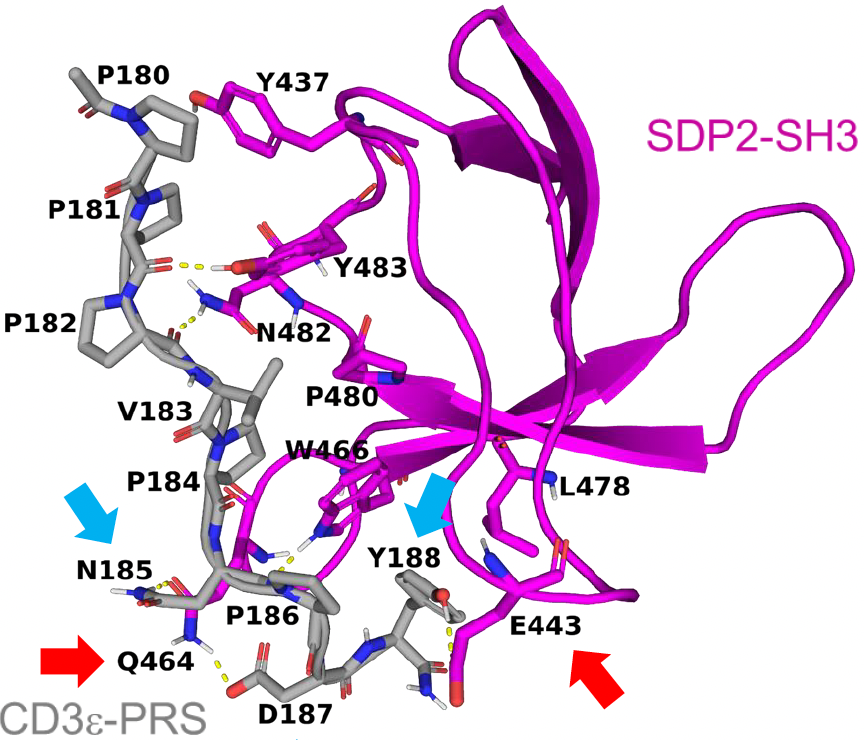 P180
Y437
SDP2-SH3
P181
Y483
P182
N482
P480
V183
W466
P184
L478
Y188
N185
P186
E443
Q464
CD3ε-PRS
D187